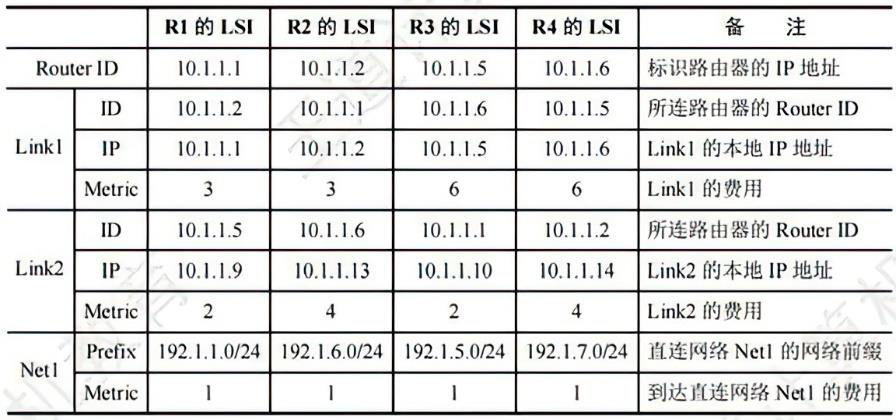 R1 的 LSI R2 的 LSI R3 的 LSI R4 的 LSI 备 注
Router ID 10.1.1.1 10.1.1.2 10.1.1.5 10.1.1.6 标识路由器的 IP 地址
Link1 ID 10.1.1.2 10.1.1.1 10.1.1.6 10.1.1.5 所连路由器的 Router ID
IP 10.1.1.1 10.1.1.2 10.1.1.5 10.1.1.6 Link1 的本地 IP 地址
Metric 3 3 6 6 Link1 的费用
Link2 ID 10.1.1.5 10.1.1.6 10.1.1.1 10.1.1.2 所连路由器的 Router ID
IP 10.1.1.9 10.1.1.13 10.1.1.10 10.1.1.14 Link2 的本地 IP 地址
Metric 2 4 2 4 Link2 的费用
Net1 Prefix 192.1.1.0/24 192.1.6.0/24 192.1.5.0/24 192.1.7.0/24 直连网络 Net1 的网络前缀
Metric 1 1 1 1 到达直连网络 Net1 的费用